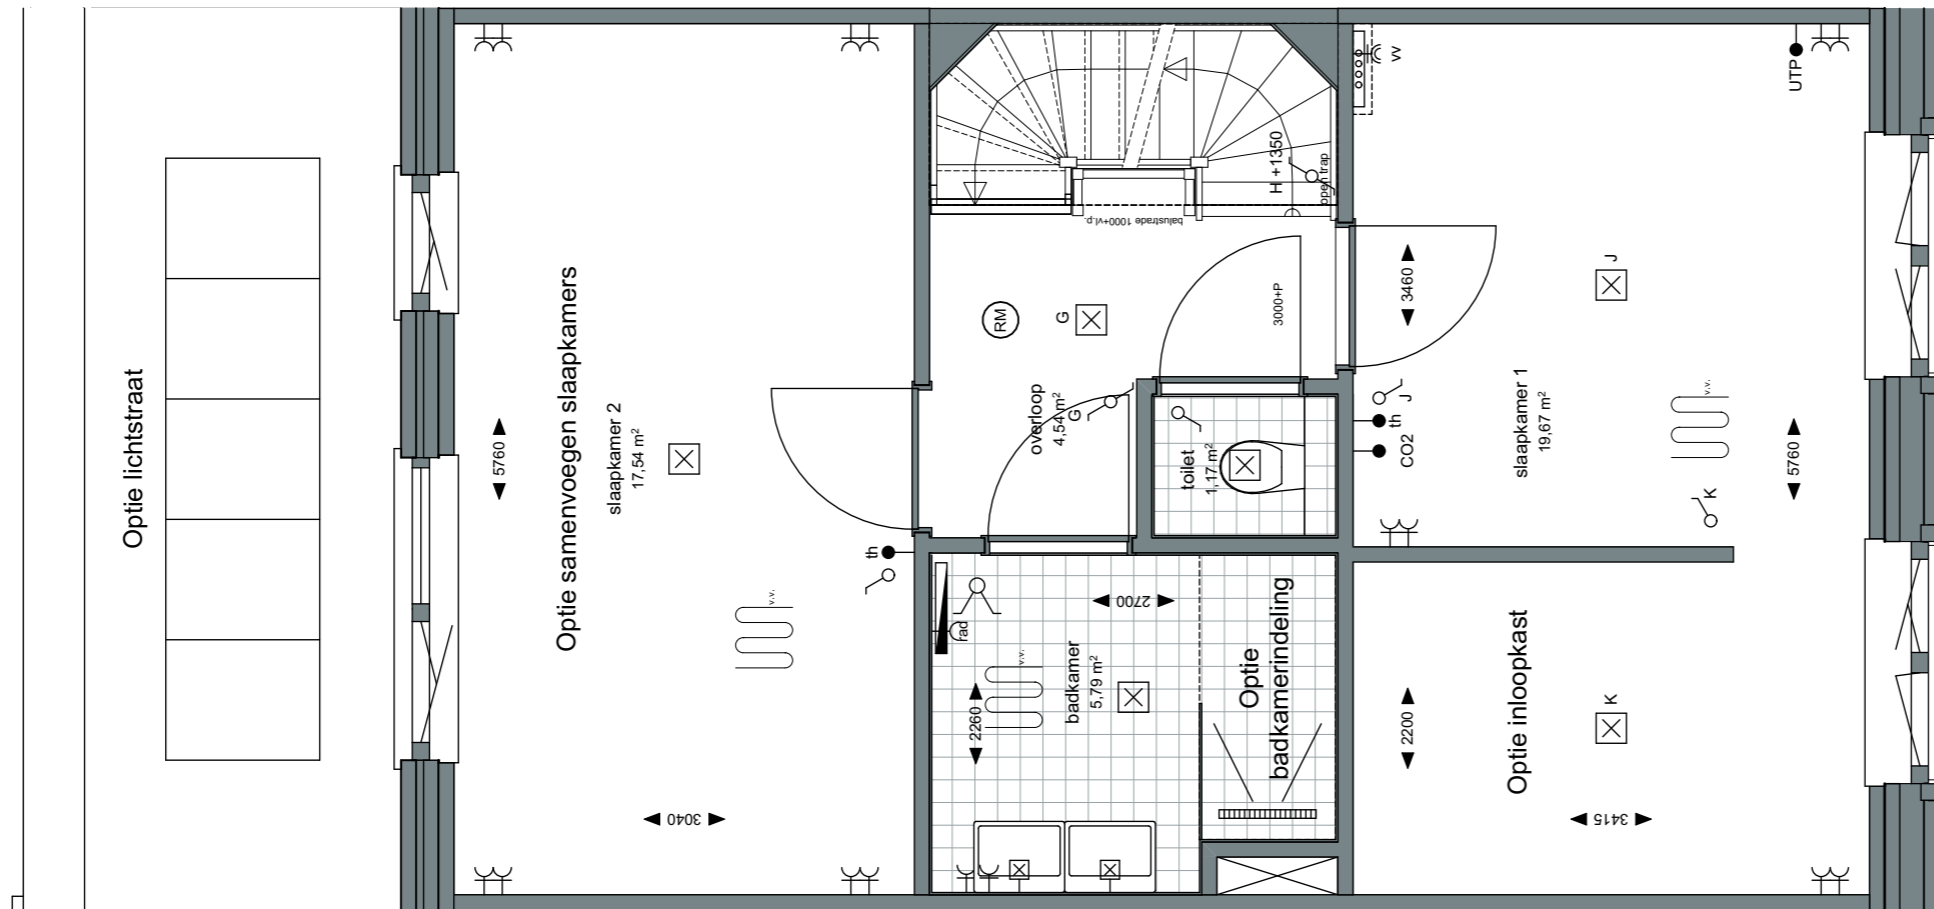 Optie lichtstraat
5760
Optie samenvoegen slaapkamers
slaapkamer 2
17,54 m²
3040
v.v.
th
RM
G
overloop
4,54 m²
G
balustrade 1000+vl.p.
H +1350
open trap
3000+P
toilet
1,17 m²
rad
v.v.
2260
2700
badkamer
5,79 m²
Optie
badkamerindeling
vv
UTP
3460
J
J
th
CO2
slaapkamer 1
19,67 m²
v.v.
5760
K
2200
Optie inloopkast
K
3415